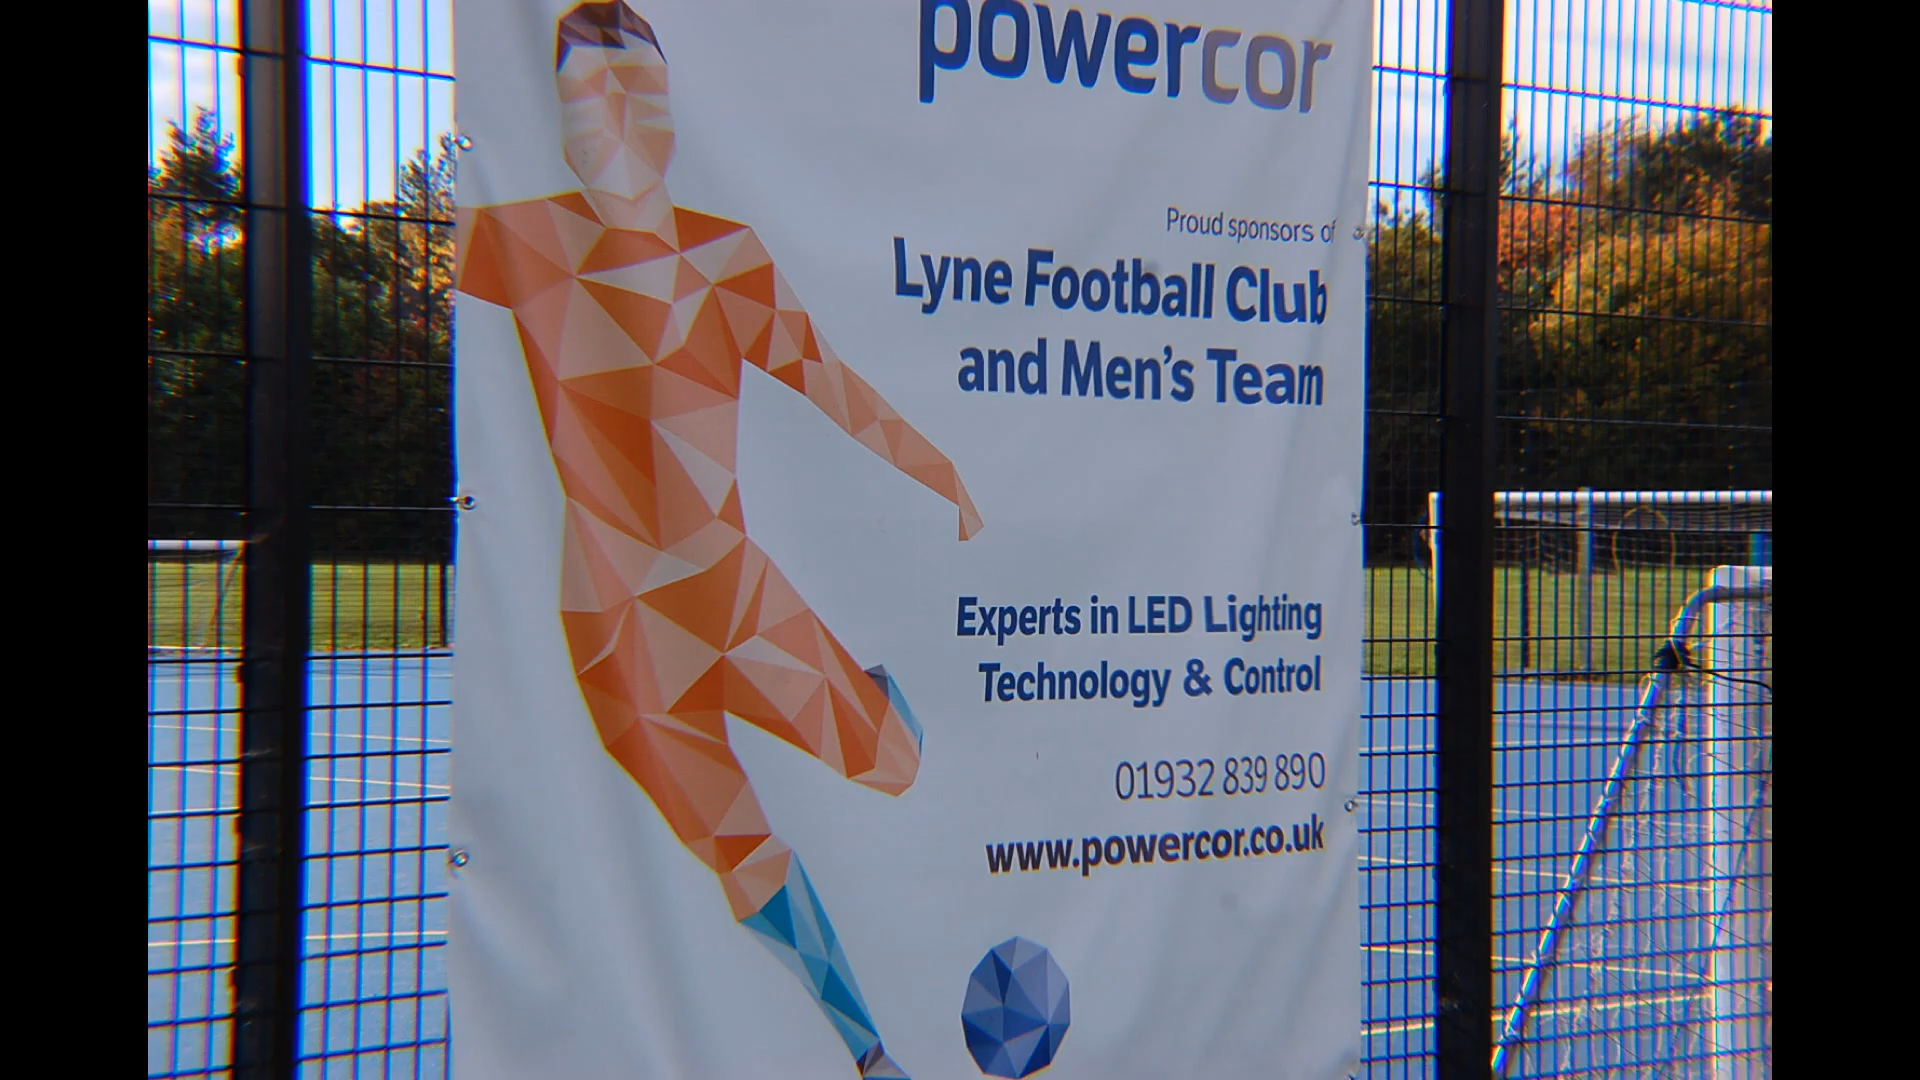 powercor
Proud sponsors of
Lyne Football Club
and Men's Team
Experts in LED Lighting
Technology & Control
01932 839 890
www.powercor.co.uk